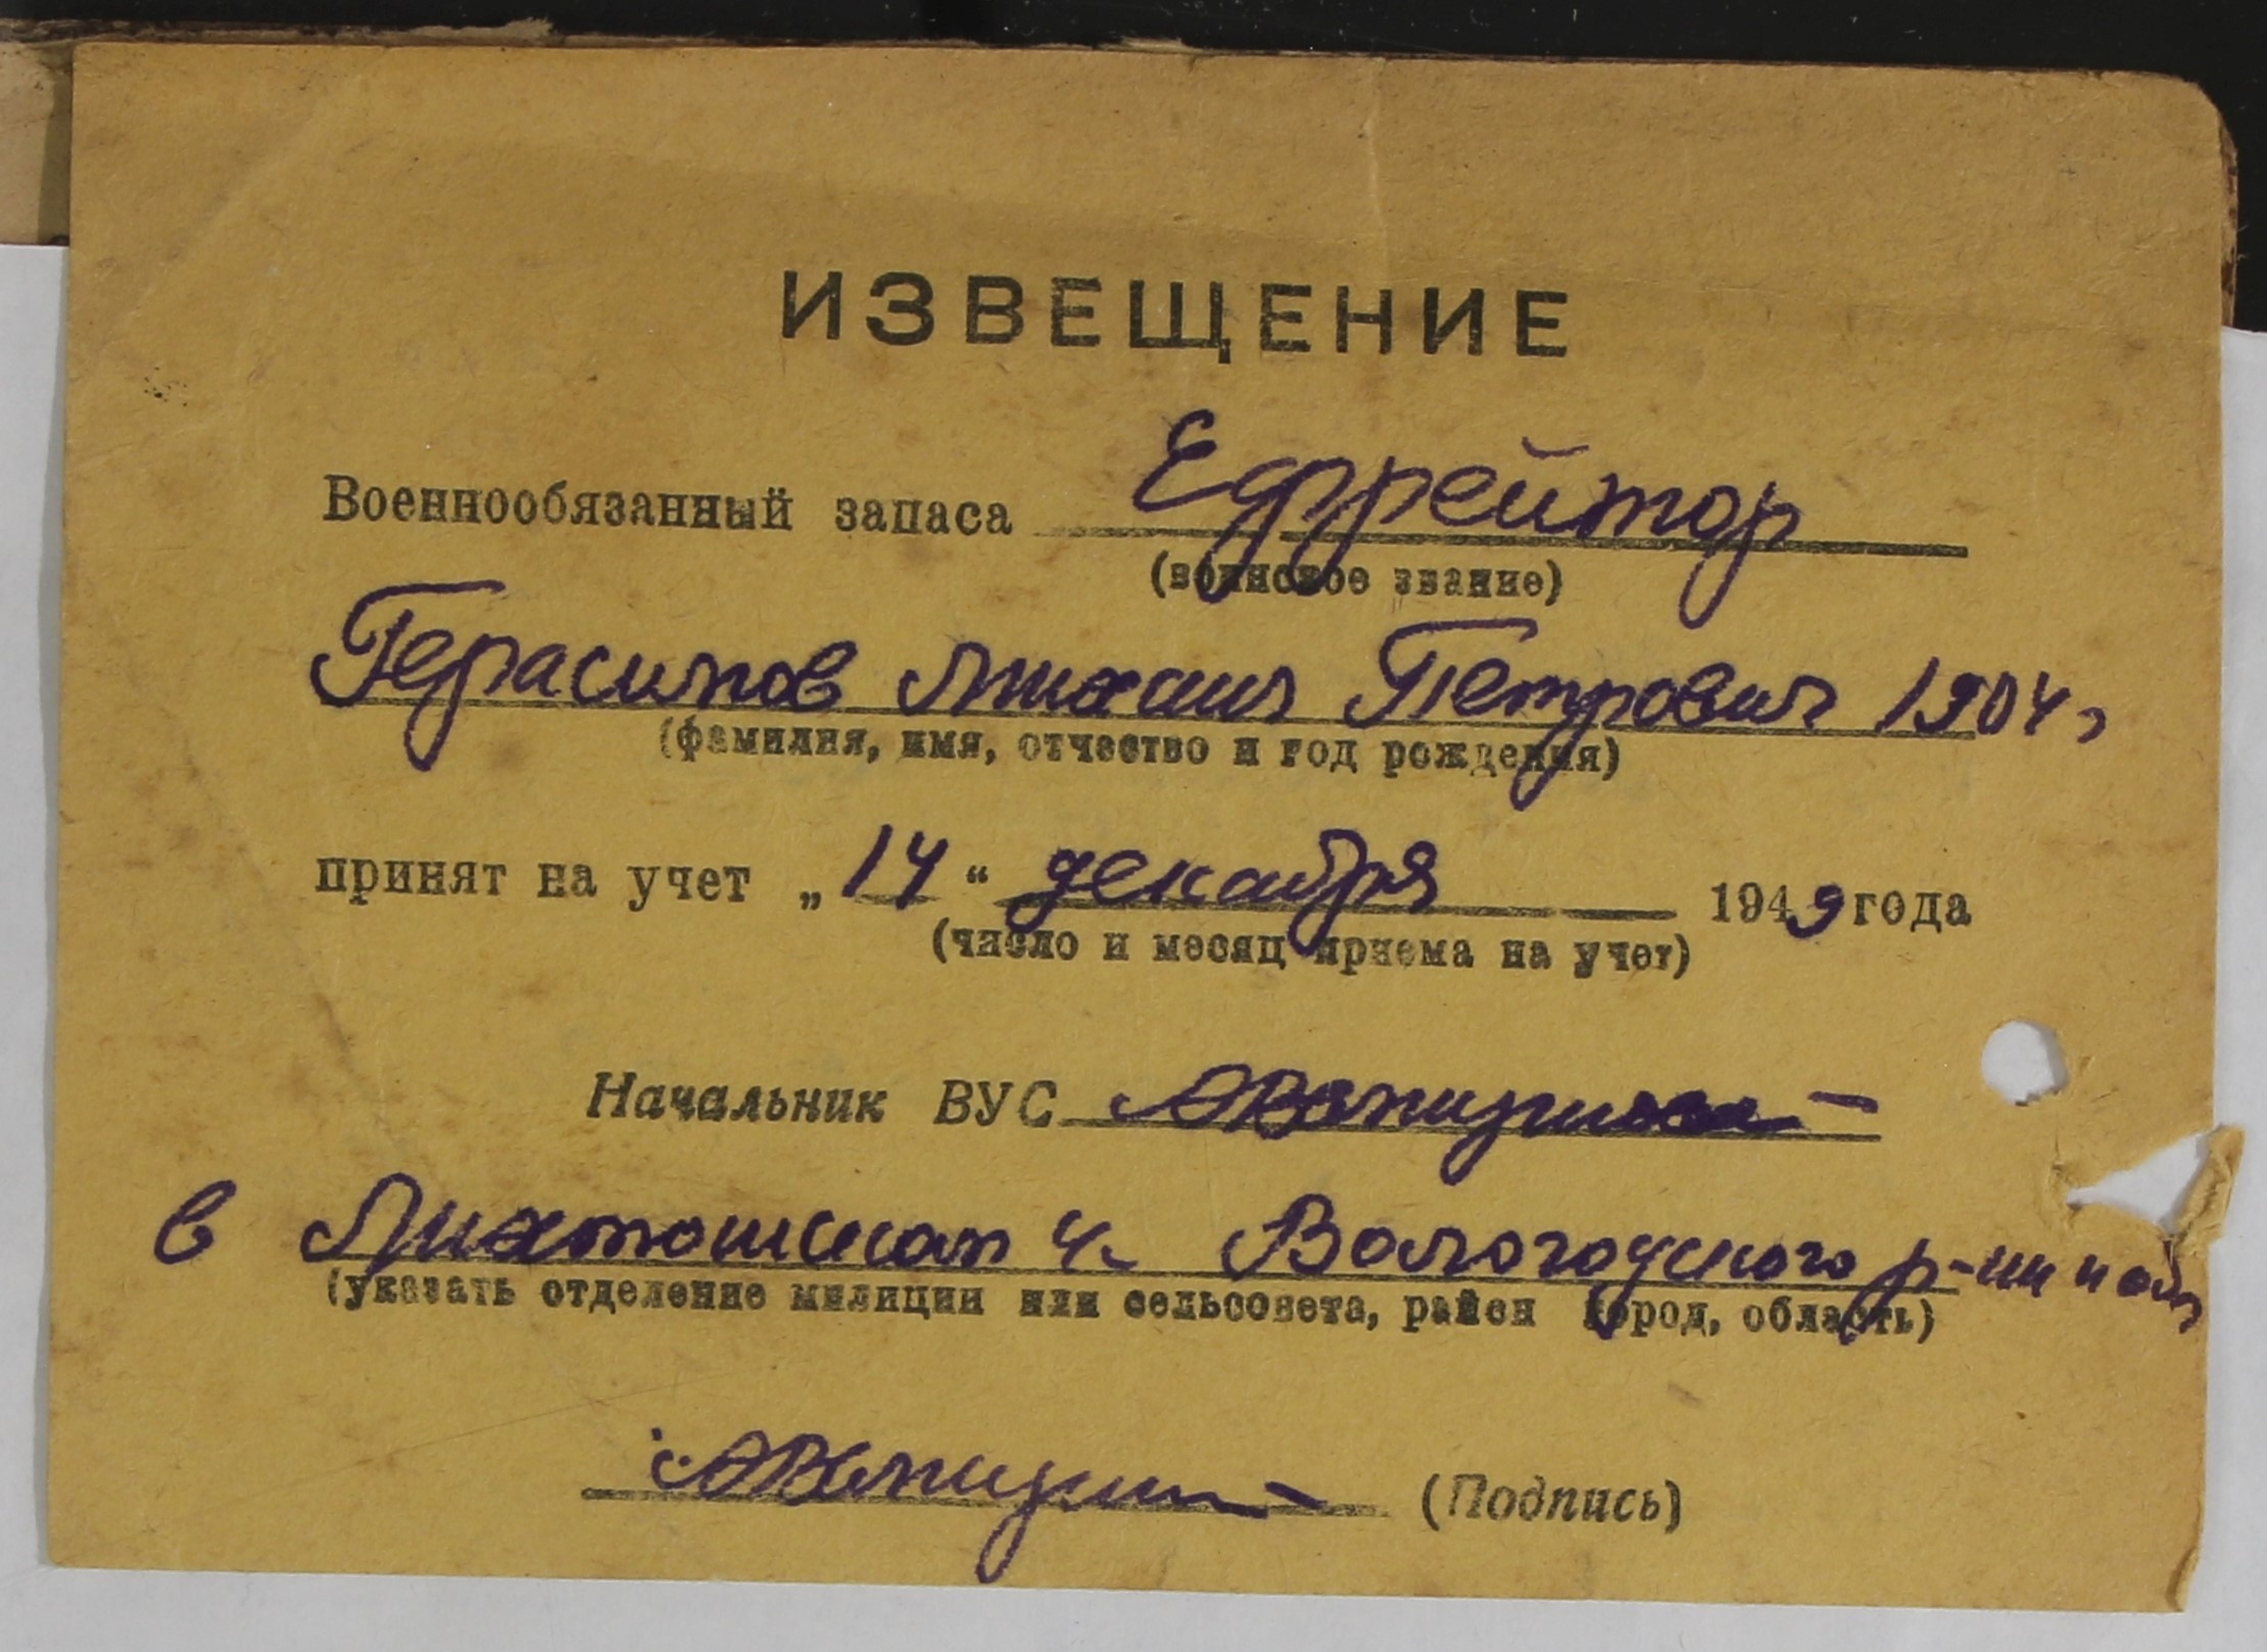 ИЗВЕЩЕНИЕ
Военнообязанный запаса Ефрейтор
(воинское звание)
Герасимов Михаил Петрович 1904 г
(фамилия, имя, отчество и год рождения)
принят на учет „14“ декабря 1949 года
(число и месяц приема на учет)
Начальник ВУС
в Вологодского р-на и обл
(указать отделение милиции или сельсовета, район город, область)
(Подпись)